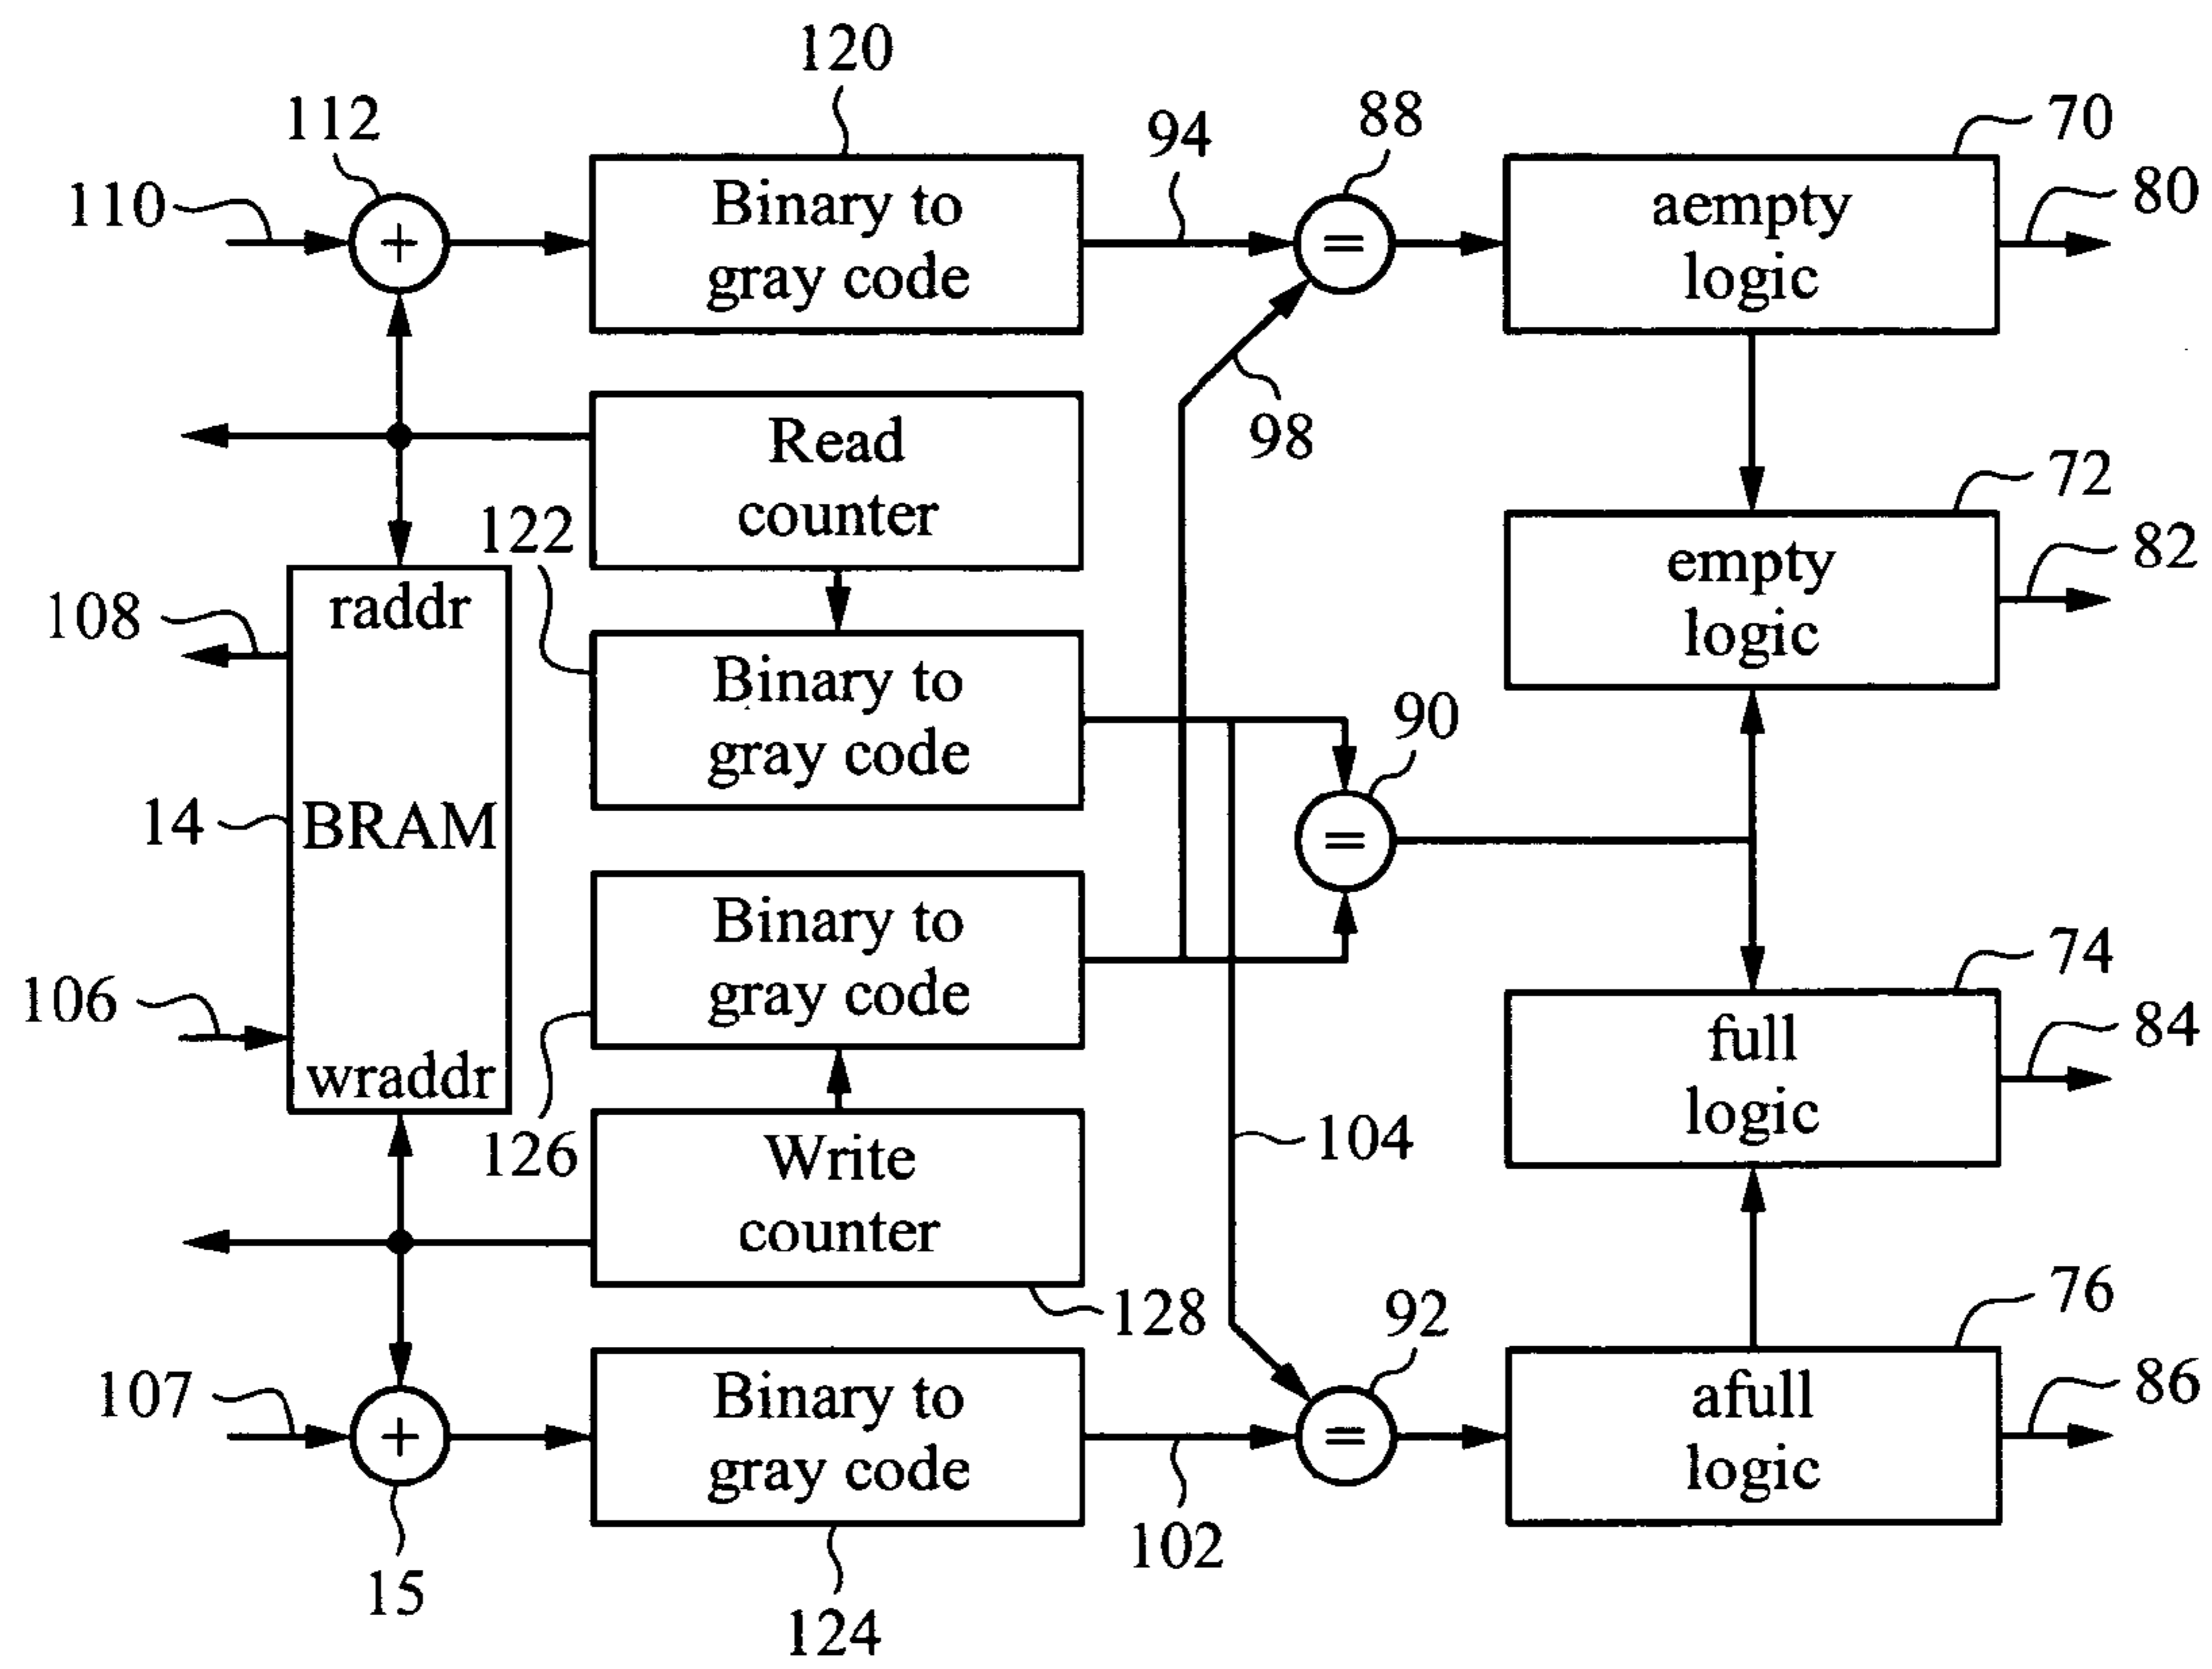 120
112
94
88
70
110
Binary to
gray code
aempty
logic
80
98
Read
counter
122
72
108
raddr
empty
logic
82
Binary to
gray code
90
14
BRAM
Binary to
gray code
74
106
wraddr
full
logic
84
126
Write
counter
104
128
92
76
107
Binary to
gray code
afull
logic
86
102
15
124